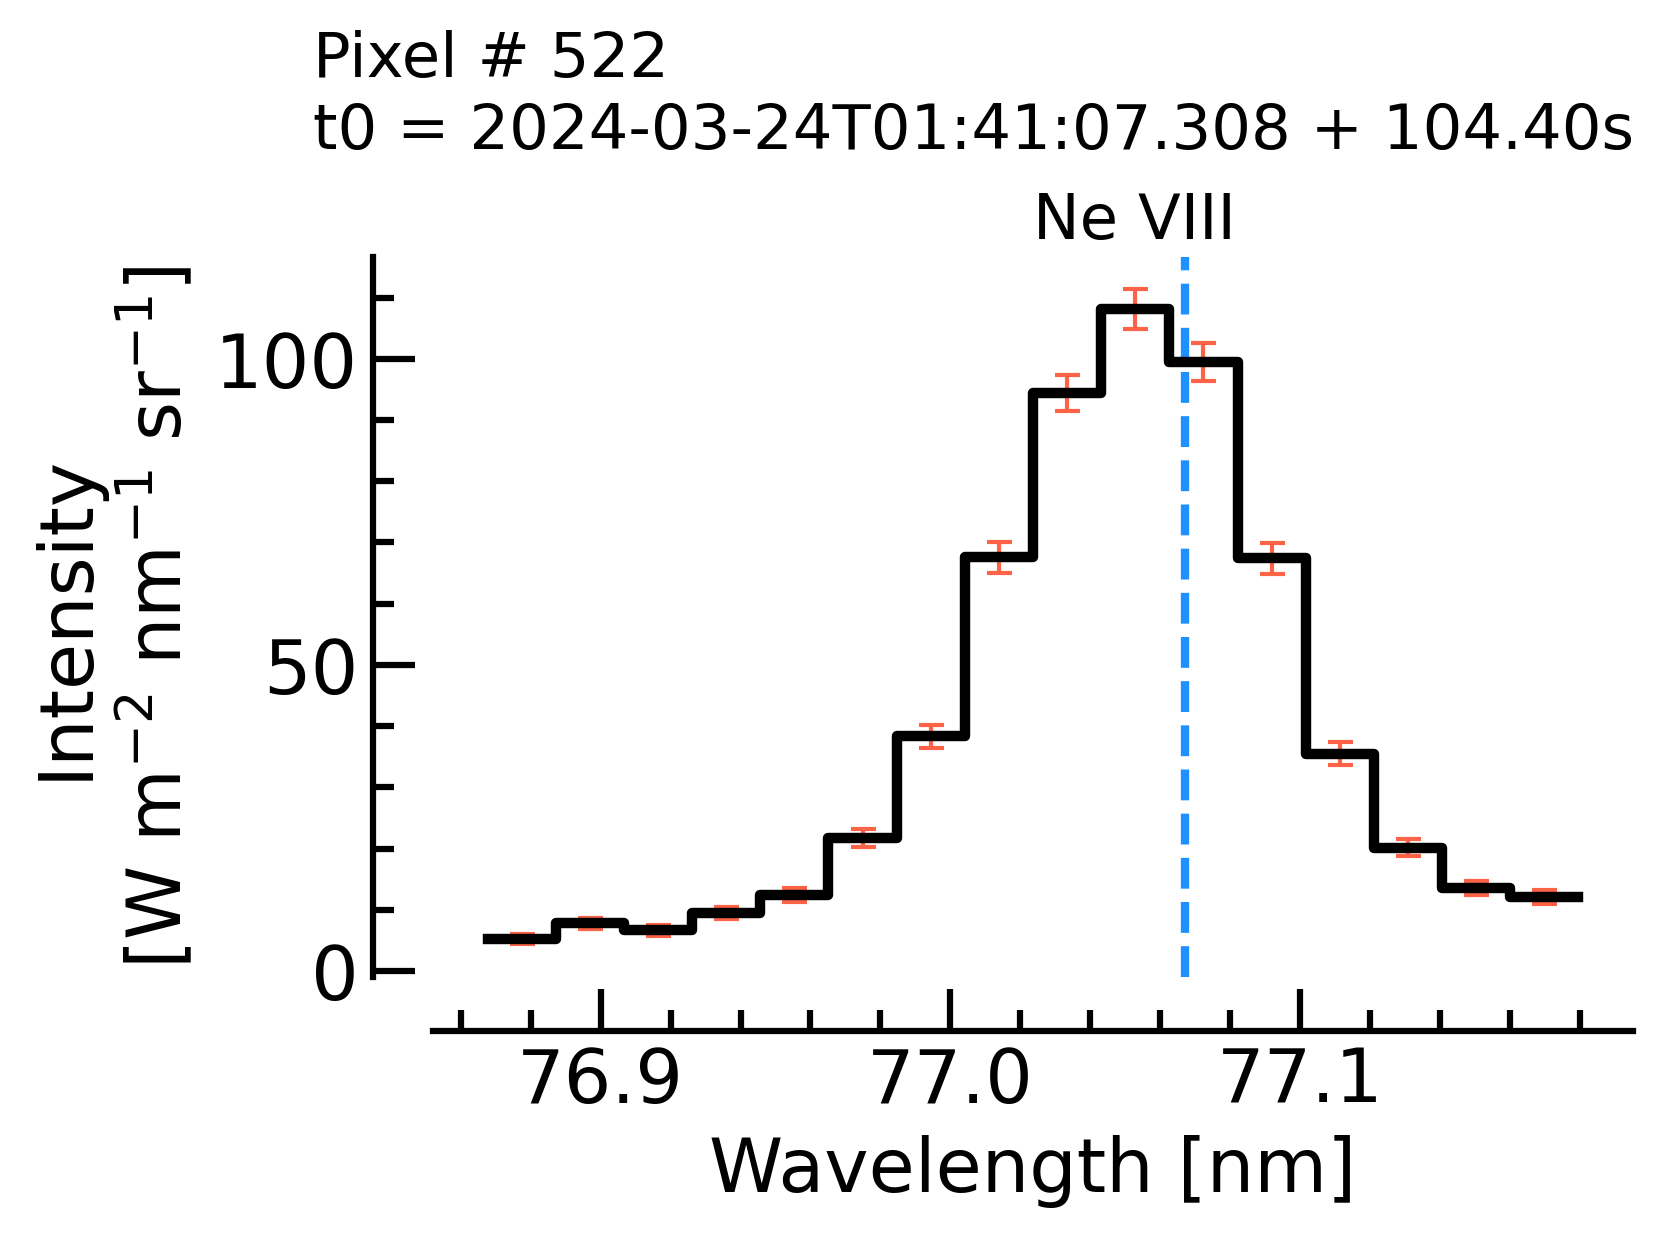 Pixel # 522
t0 = 2024-03-24T01:41:07.308 + 104.40s
Ne VIII
Intensity
[W m⁻² nm⁻¹ sr⁻¹]
100
50
0
76.9 77.0 77.1
Wavelength [nm]